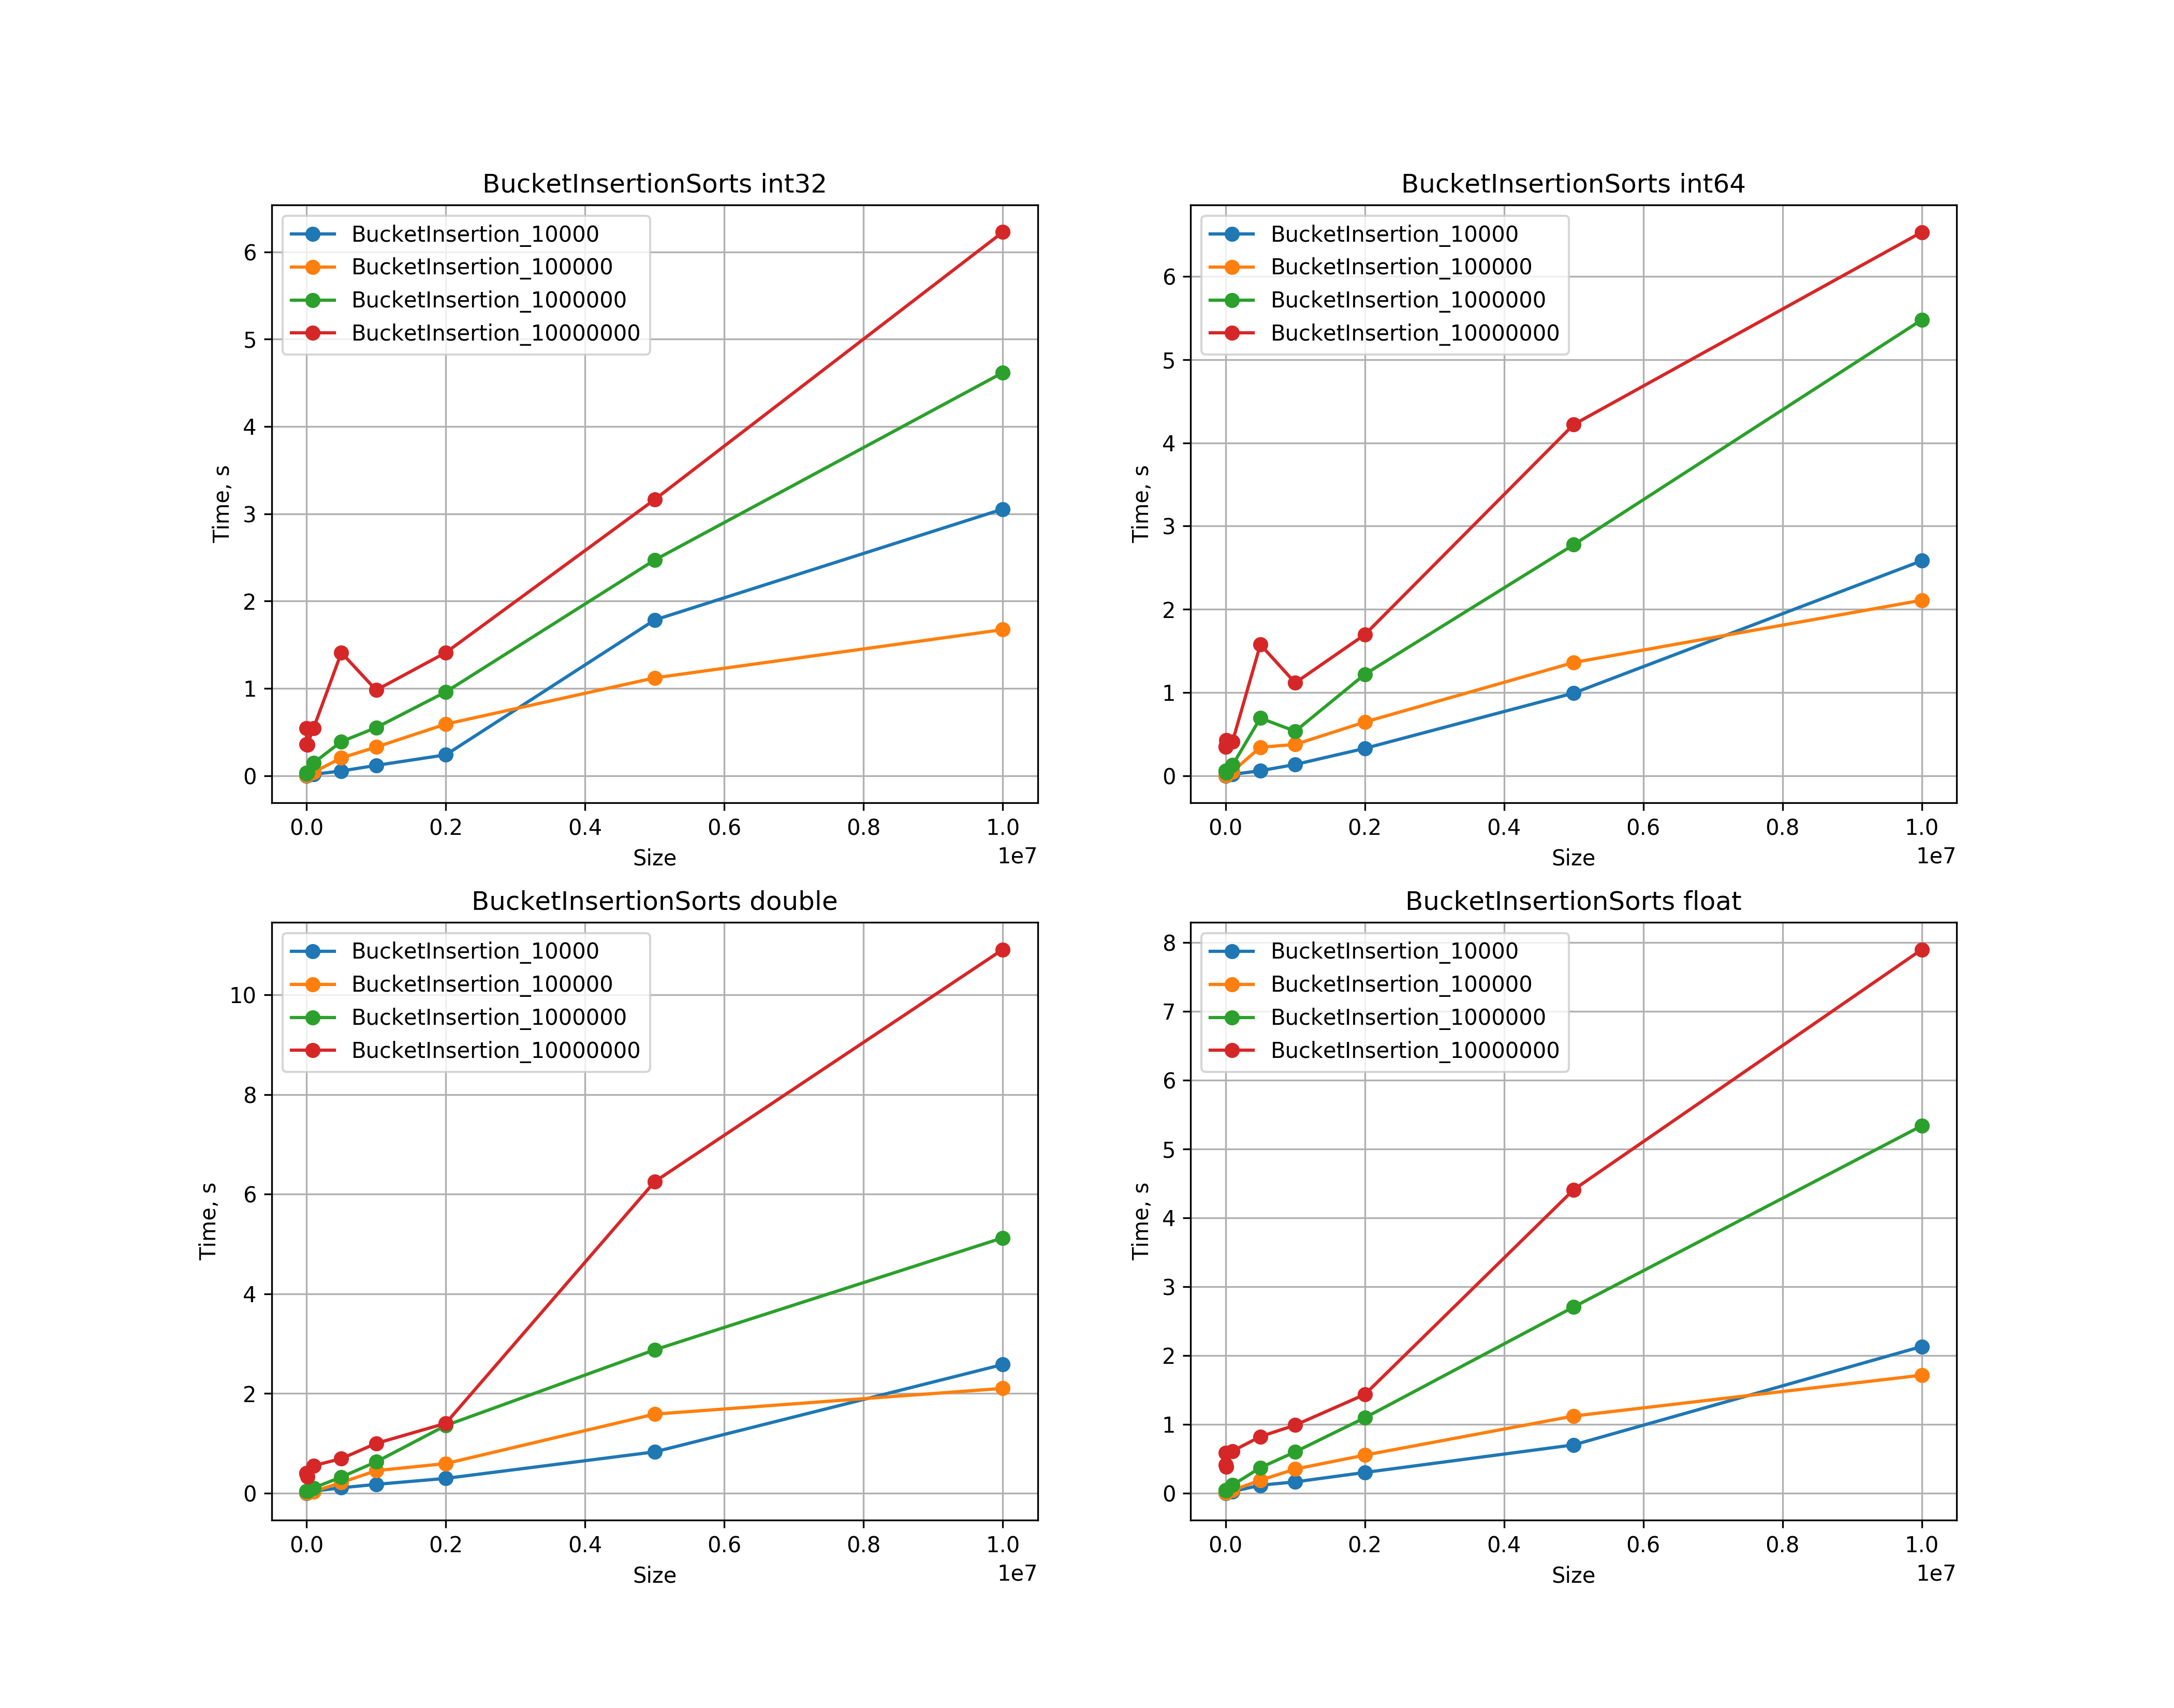 BucketInsertionSorts int32
BucketInsertion_10000
BucketInsertion_100000
BucketInsertion_1000000
BucketInsertion_10000000
6
5
4
3
2
1
0
Time, s
0.0 0.2 0.4 0.6 0.8 1.0
1e7
Size
BucketInsertionSorts int64
BucketInsertion_10000
BucketInsertion_100000
BucketInsertion_1000000
BucketInsertion_10000000
6
5
4
3
2
1
0
Time, s
0.0 0.2 0.4 0.6 0.8 1.0
1e7
Size
BucketInsertionSorts double
BucketInsertion_10000
BucketInsertion_100000
BucketInsertion_1000000
BucketInsertion_10000000
10
8
6
4
2
0
Time, s
0.0 0.2 0.4 0.6 0.8 1.0
1e7
Size
BucketInsertionSorts float
BucketInsertion_10000
BucketInsertion_100000
BucketInsertion_1000000
BucketInsertion_10000000
8
7
6
5
4
3
2
1
0
Time, s
0.0 0.2 0.4 0.6 0.8 1.0
1e7
Size